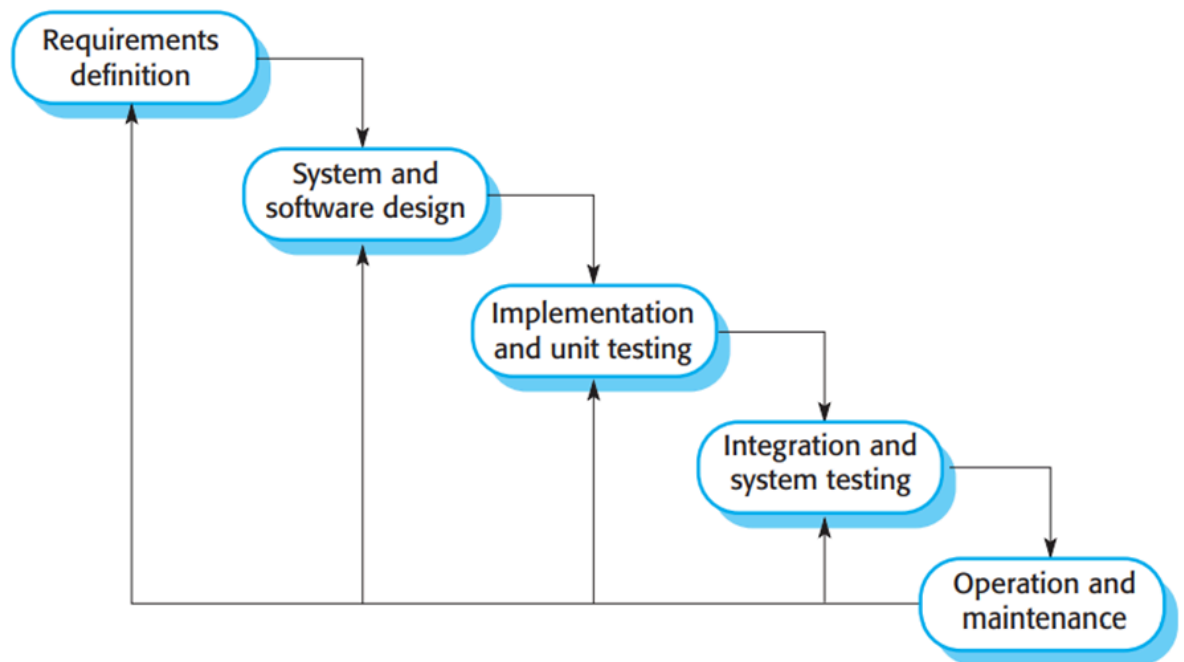 Requirements
definition
System and
software design
Implementation
and unit testing
Integration and
system testing
Operation and
maintenance